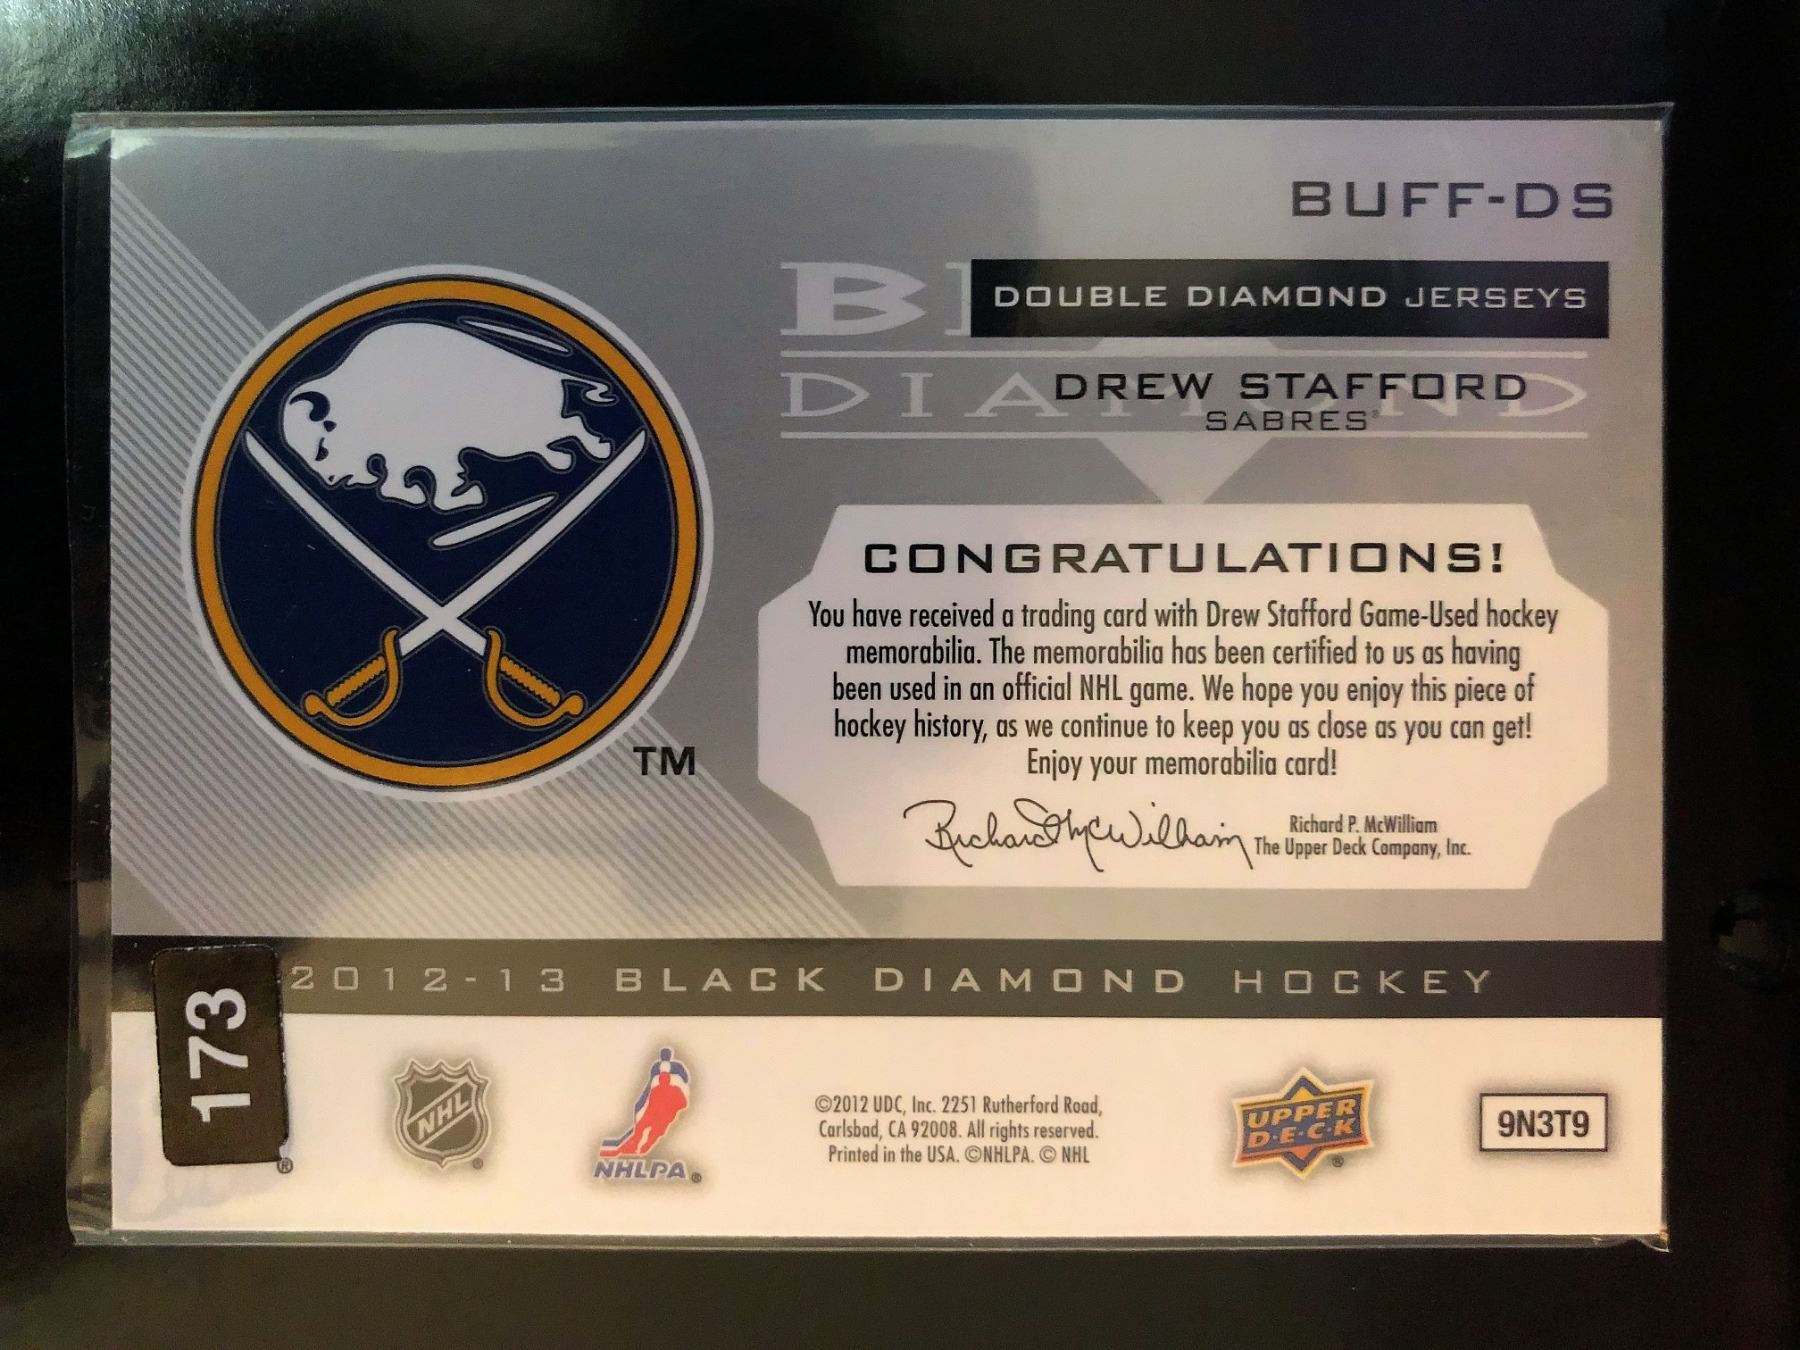 BUFF-DS
DOUBLE DIAMOND JERSEYS
DREW STAFFORD
SABRES®
CONGRATULATIONS!
You have received a trading card with Drew Stafford Game-Used hockey
memorabilia. The memorabilia has been certified to us as having
been used in an official NHL game. We hope you enjoy this piece of
hockey history, as we continue to keep you as close as you can get!
Enjoy your memorabilia card!
Richard McWilliam
Richard P. McWilliam
The Upper Deck Company, Inc.
TM
2012-13 BLACK DIAMOND HOCKEY
173
®
NHL ®
NHLPA ®
©2012 UDC, Inc. 2251 Rutherford Road,
Carlsbad, CA 92008. All rights reserved.
Printed in the USA. ©NHLPA. © NHL
UPPER
D·E·C·K ®
9N3T9